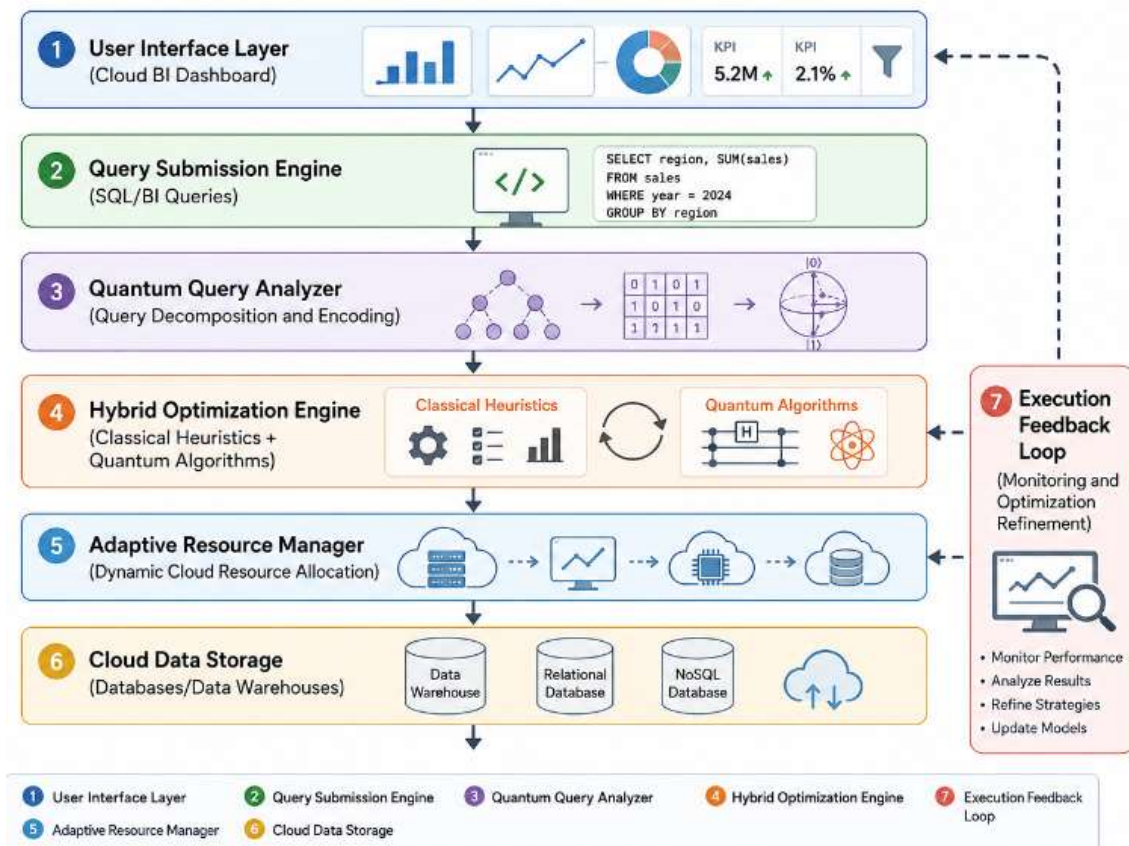 1 User Interface Layer
(Cloud BI Dashboard)
KPI
5.2M
KPI
2.1%
2 Query Submission Engine
(SQL/BI Queries)
</>
SELECT region, SUM(sales)
FROM sales
WHERE year = 2024
GROUP BY region
3 Quantum Query Analyzer
(Query Decomposition and Encoding)
0 1 0 1
1 0 1 0
1 1 1 1
|0⟩
|1⟩
4 Hybrid Optimization Engine
(Classical Heuristics +
Quantum Algorithms)
Classical Heuristics
Quantum Algorithms
H
5 Adaptive Resource Manager
(Dynamic Cloud Resource Allocation)
6 Cloud Data Storage
(Databases/Data Warehouses)
Data
Warehouse
Relational
Database
NoSQL
Database
7 Execution
Feedback
Loop
(Monitoring and
Optimization
Refinement)
• Monitor Performance
• Analyze Results
• Refine Strategies
• Update Models
1 User Interface Layer
2 Query Submission Engine
3 Quantum Query Analyzer
4 Hybrid Optimization Engine
7 Execution Feedback
Loop
5 Adaptive Resource Manager
6 Cloud Data Storage